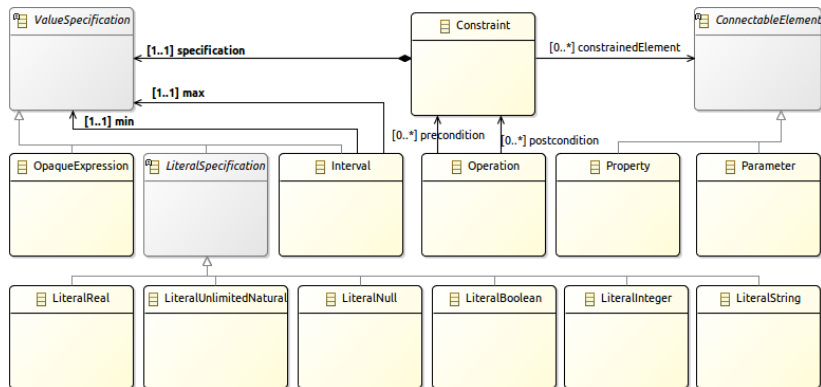 ValueSpecification
Constraint
ConnectableElement
[1..1] specification
[0..*] constrainedElement
[1..1] max
[1..1] min
[0..*] precondition
[0..*] postcondition
OpaqueExpression
LiteralSpecification
Interval
Operation
Property
Parameter
LiteralReal
LiteralUnlimitedNatural
LiteralNull
LiteralBoolean
LiteralInteger
LiteralString